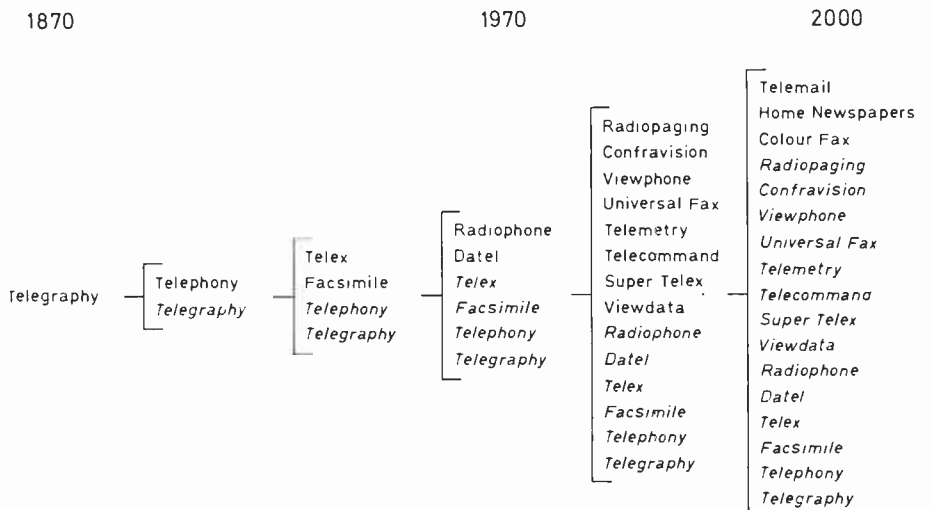 1870
1970
2000
Telegraphy
Telephony
Telegraphy
Telex
Facsimile
Telephony
Telegraphy
Radiophone
Datel
Telex
Facsimile
Telephony
Telegraphy
Radiopaging
Confravision
Viewphone
Universal Fax
Telemetry
Telecommand
Super Telex
Viewdata
Radiophone
Datel
Telex
Facsimile
Telephony
Telegraphy
Telemail
Home Newspapers
Colour Fax
Radiopaging
Confravision
Viewphone
Universal Fax
Telemetry
Telecommand
Super Telex
Viewdata
Radiophone
Datel
Telex
Facsimile
Telephony
Telegraphy